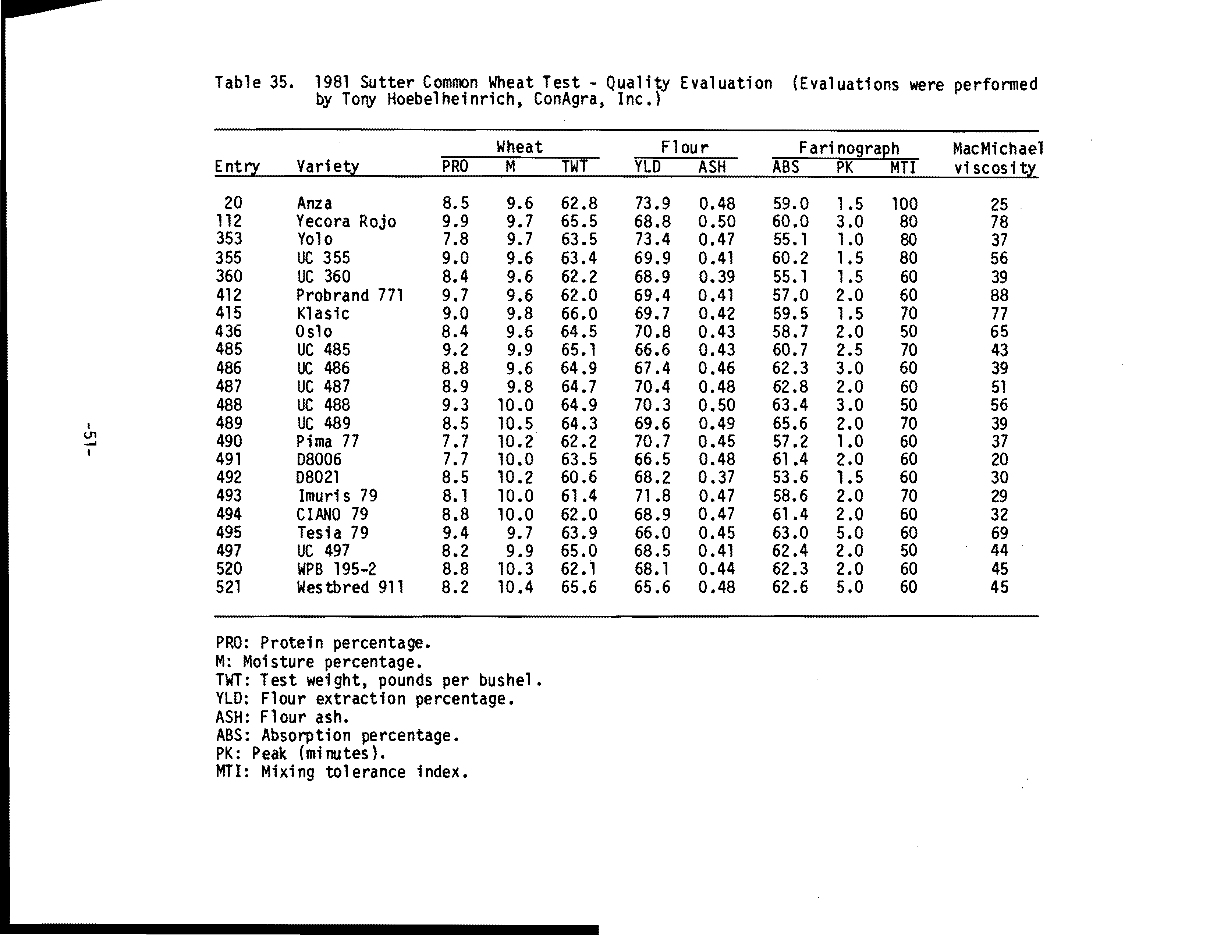 Table 35. 1981 Sutter Common Wheat Test - Quality Evaluation (Evaluations were performed
by Tony Hoebelheinrich, ConAgra, Inc.)
Wheat Flour Farinograph MacMichael
Entry Variety PRO M TWT YLD ASH ABS PK MTI viscosity
20 Anza 8.5 9.6 62.8 73.9 0.48 59.0 1.5 100 25
112 Yecora Rojo 9.9 9.7 65.5 68.8 0.50 60.0 3.0 80 78
353 Yolo 7.8 9.7 63.5 73.4 0.47 55.1 1.0 80 37
355 UC 355 9.0 9.6 63.4 69.9 0.41 60.2 1.5 80 56
360 UC 360 8.4 9.6 62.2 68.9 0.39 55.1 1.5 60 39
412 Probrand 771 9.7 9.6 62.0 69.4 0.41 57.0 2.0 60 88
415 Klasic 9.0 9.8 66.0 69.7 0.42 59.5 1.5 70 77
436 Oslo 8.4 9.6 64.5 70.8 0.43 58.7 2.0 50 65
485 UC 485 9.2 9.9 65.1 66.6 0.43 60.7 2.5 70 43
486 UC 486 8.8 9.6 64.9 67.4 0.46 62.3 3.0 60 39
487 UC 487 8.9 9.8 64.7 70.4 0.48 62.8 2.0 60 51
488 UC 488 9.3 10.0 64.9 70.3 0.50 63.4 3.0 50 56
489 UC 489 8.5 10.5 64.3 69.6 0.49 65.6 2.0 70 39
490 Pima 77 7.7 10.2 62.2 70.7 0.45 57.2 1.0 60 37
491 D8006 7.7 10.0 63.5 66.5 0.48 61.4 2.0 60 20
492 D8021 8.5 10.2 60.6 68.2 0.37 53.6 1.5 60 30
493 Imuris 79 8.1 10.0 61.4 71.8 0.47 58.6 2.0 70 29
494 CIANO 79 8.8 10.0 62.0 68.9 0.47 61.4 2.0 60 32
495 Tesia 79 9.4 9.7 63.9 66.0 0.45 63.0 5.0 60 69
497 UC 497 8.2 9.9 65.0 68.5 0.41 62.4 2.0 50 44
520 WPB 195-2 8.8 10.3 62.1 68.1 0.44 62.3 2.0 60 45
521 Westbred 911 8.2 10.4 65.6 65.6 0.48 62.6 5.0 60 45
PRO: Protein percentage.
M: Moisture percentage.
TWT: Test weight, pounds per bushel.
YLD: Flour extraction percentage.
ASH: Flour ash.
ABS: Absorption percentage.
PK: Peak (minutes).
MTI: Mixing tolerance index.
-51-